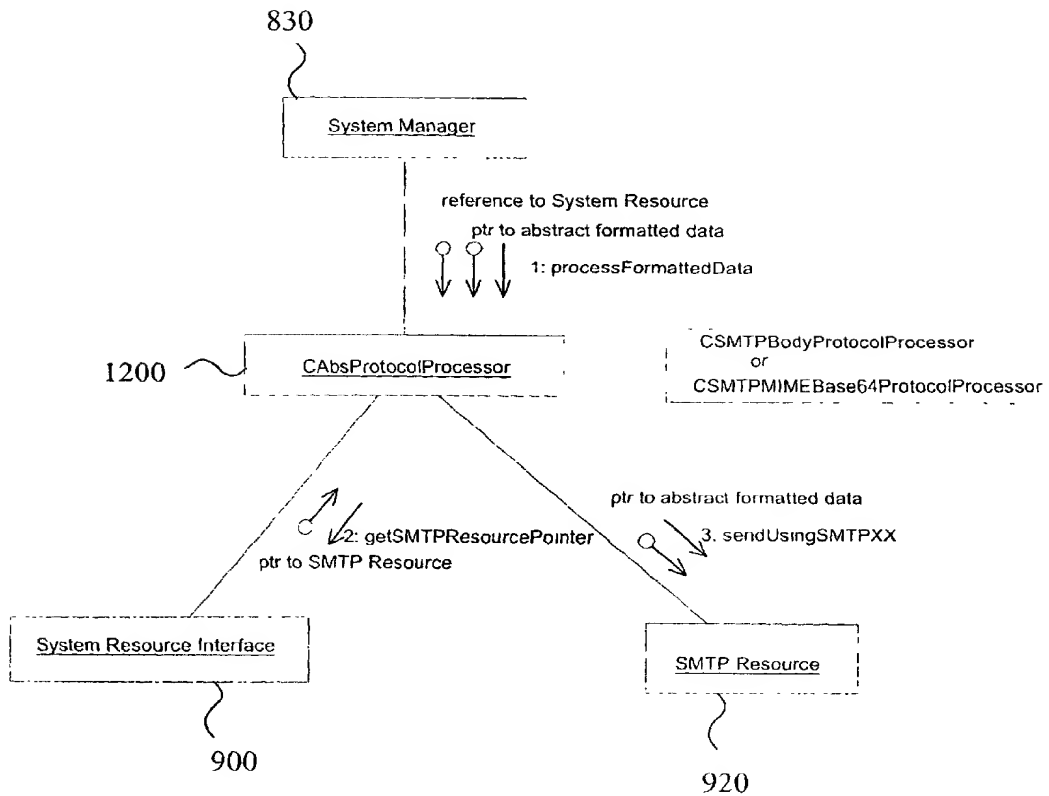 830
System Manager
reference to System Resource
ptr to abstract formatted data
1: processFormattedData
1200
CAbsProtocolProcessor
CSMTPBodyProtocolProcessor
or
CSMTPMIMEBase64ProtocolProcessor
2: getSMTPResourcePointer
ptr to SMTP Resource
ptr to abstract formatted data
3. sendUsingSMTPXX
System Resource Interface
SMTP Resource
900
920